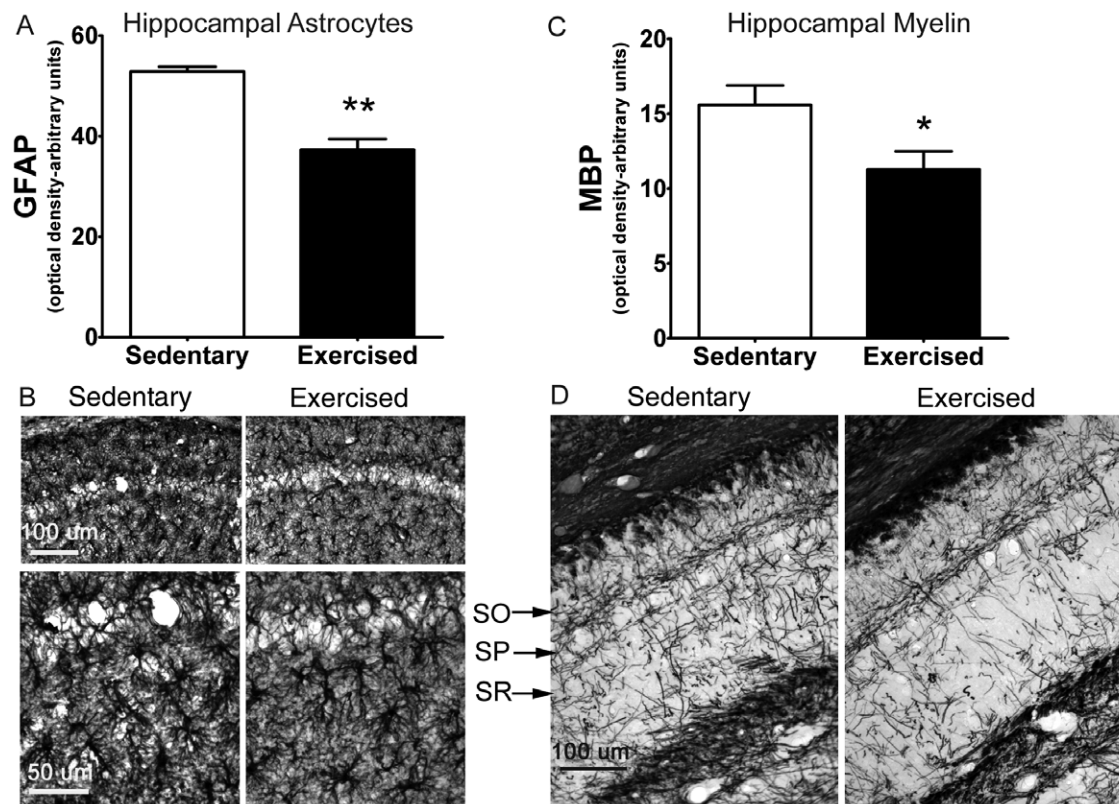 A
Hippocampal Astrocytes
GFAP
(optical density-arbitrary units)
60
40
20
0
**
Sedentary
Exercised
C
Hippocampal Myelin
MBP
(optical density-arbitrary units)
20
15
10
5
0
*
Sedentary
Exercised
B
Sedentary
Exercised
100 um
50 um
D
Sedentary
Exercised
SO
SP
SR
100 um